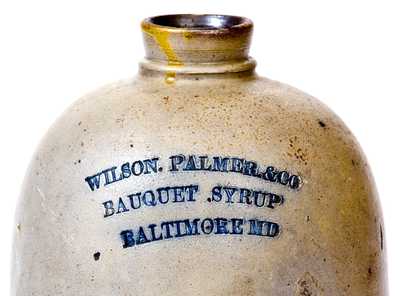 WILSON. PALMER.&CO
BAUQUET .SYRUP
BALTIMORE MD